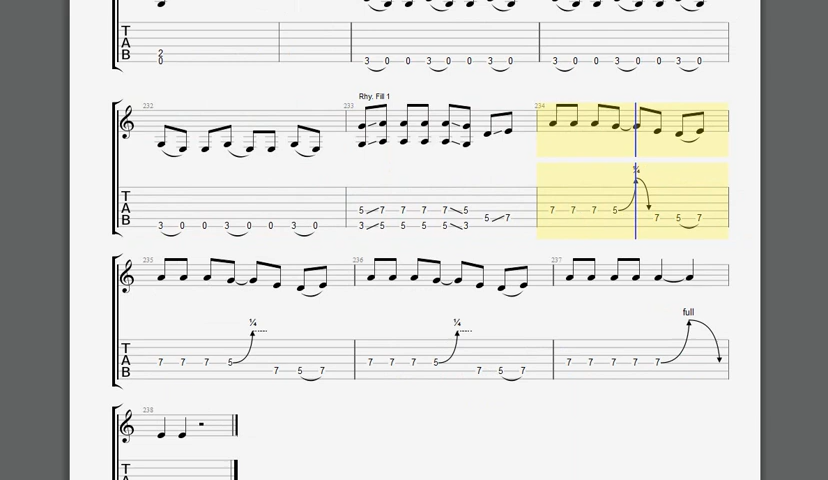 T
A
B
2
0
3 0 0 3 0 0 3 0
3 0 0 3 0 0 3 0
232
233
Rhy. Fill 1
234
¼
T
A
B
3 0 0 3 0 0 3 0
5 7 7 7 7 5
3 5 5 5 5 3
5 7
7 7 7 5
7 5 7
235
236
237
¼
¼
full
T
A
B
7 7 7 5
7 5 7
7 7 7 5
7 5 7
7 7 7 7 7
238
T
A